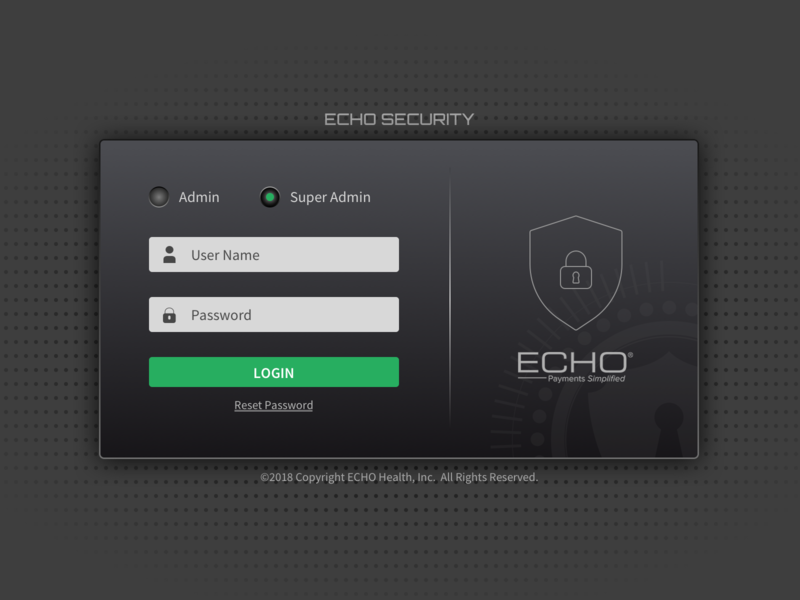 ECHO SECURITY
Admin
Super Admin
User Name
Password
LOGIN
Reset Password
ECHO®
Payments Simplified
©2018 Copyright ECHO Health, Inc. All Rights Reserved.